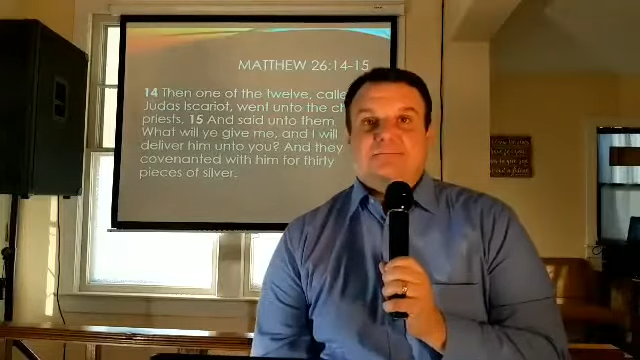 MATTHEW 26:14-15
14 Then one of the twelve, calle
Judas Iscariot, went unto the ch
priests. 15 And said unto them
What will ye give me, and I will
deliver him unto you? And they
covenanted with him for thirty
pieces of silver.